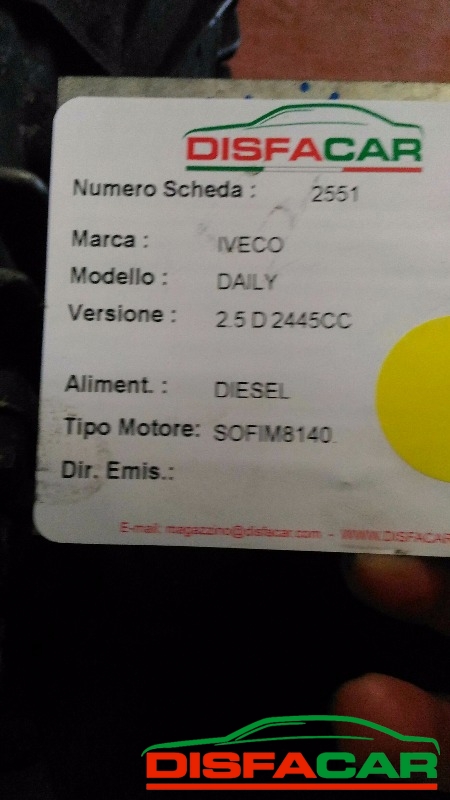 DISFACAR
Numero Scheda : 2551
Marca : IVECO
Modello : DAILY
Versione : 2.5 D 2445CC
Aliment. : DIESEL
Tipo Motore: SOFIM8140.
Dir. Emis.:
E-mail: magazzino@disfacar.com - WWW.DISFACAR
DISFACAR